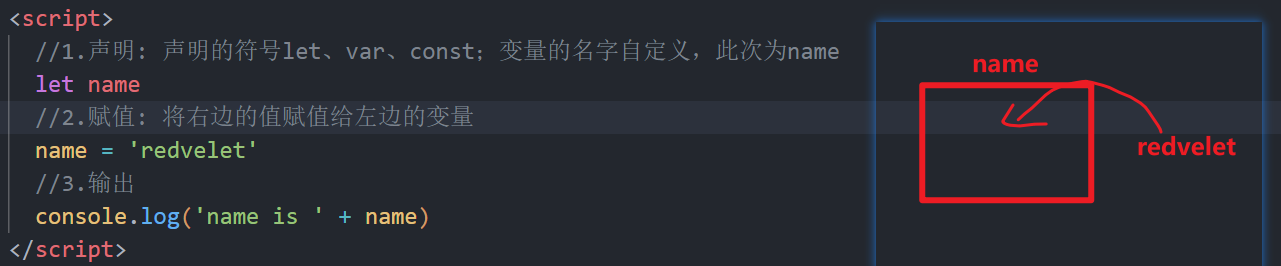 <script>
//1.声明: 声明的符号let、var、const；变量的名字自定义，此次为name
let name
//2.赋值: 将右边的值赋值给左边的变量
name = 'redvelet'
//3.输出
console.log('name is ' + name)
</script>
name
redvelet